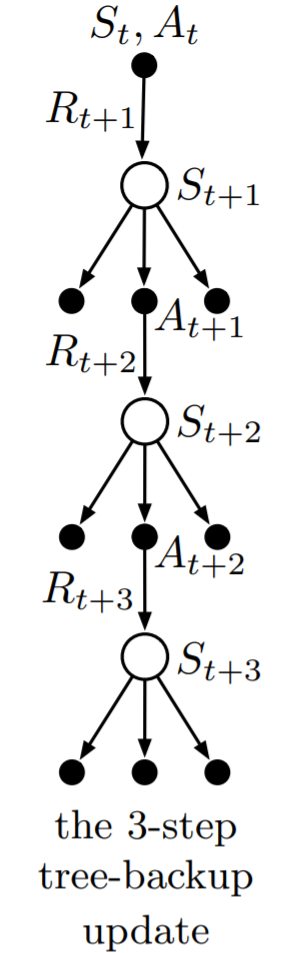 S_t, A_t
R_{t+1}
S_{t+1}
A_{t+1}
R_{t+2}
S_{t+2}
A_{t+2}
R_{t+3}
S_{t+3}
the 3-step
tree-backup
update